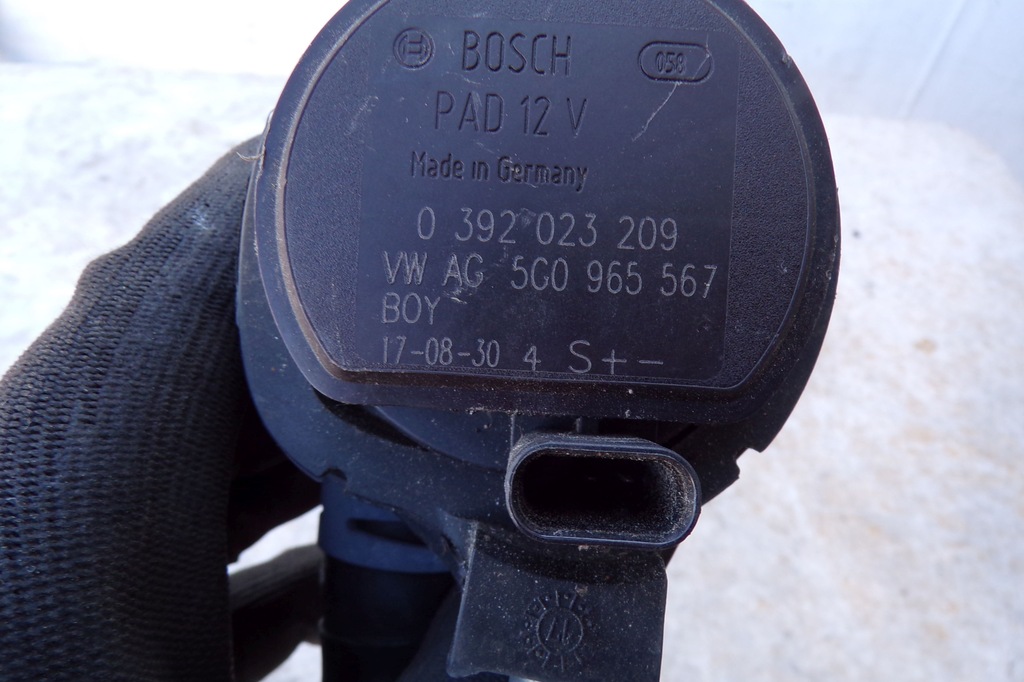 BOSCH 058
PAD 12 V
Made in Germany
0 392 023 209
VW AG 5G0 965 567
BOY
17-08-30 4 S + -
17